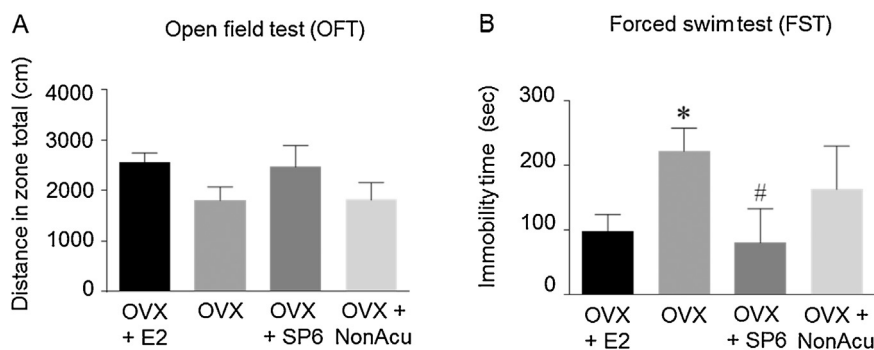 A
Open field test (OFT)
Distance in zone total (cm)
4000
3000
2000
1000
0
OVX + E2
OVX
OVX + SP6
OVX + NonAcu
B
Forced swim test (FST)
Immobility time (sec)
300
200
100
0
*
#
OVX + E2
OVX
OVX + SP6
OVX + NonAcu